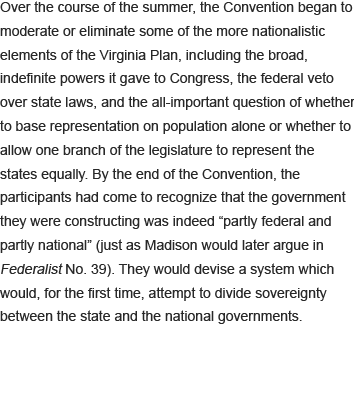 Over the course of the summer, the Convention began to
moderate or eliminate some of the more nationalistic
elements of the Virginia Plan, including the broad,
indefinite powers it gave to Congress, the federal veto
over state laws, and the all-important question of whether
to base representation on population alone or whether to
allow one branch of the legislature to represent the
states equally. By the end of the Convention, the
participants had come to recognize that the government
they were constructing was indeed “partly federal and
partly national” (just as Madison would later argue in
Federalist No. 39). They would devise a system which
would, for the first time, attempt to divide sovereignty
between the state and the national governments.